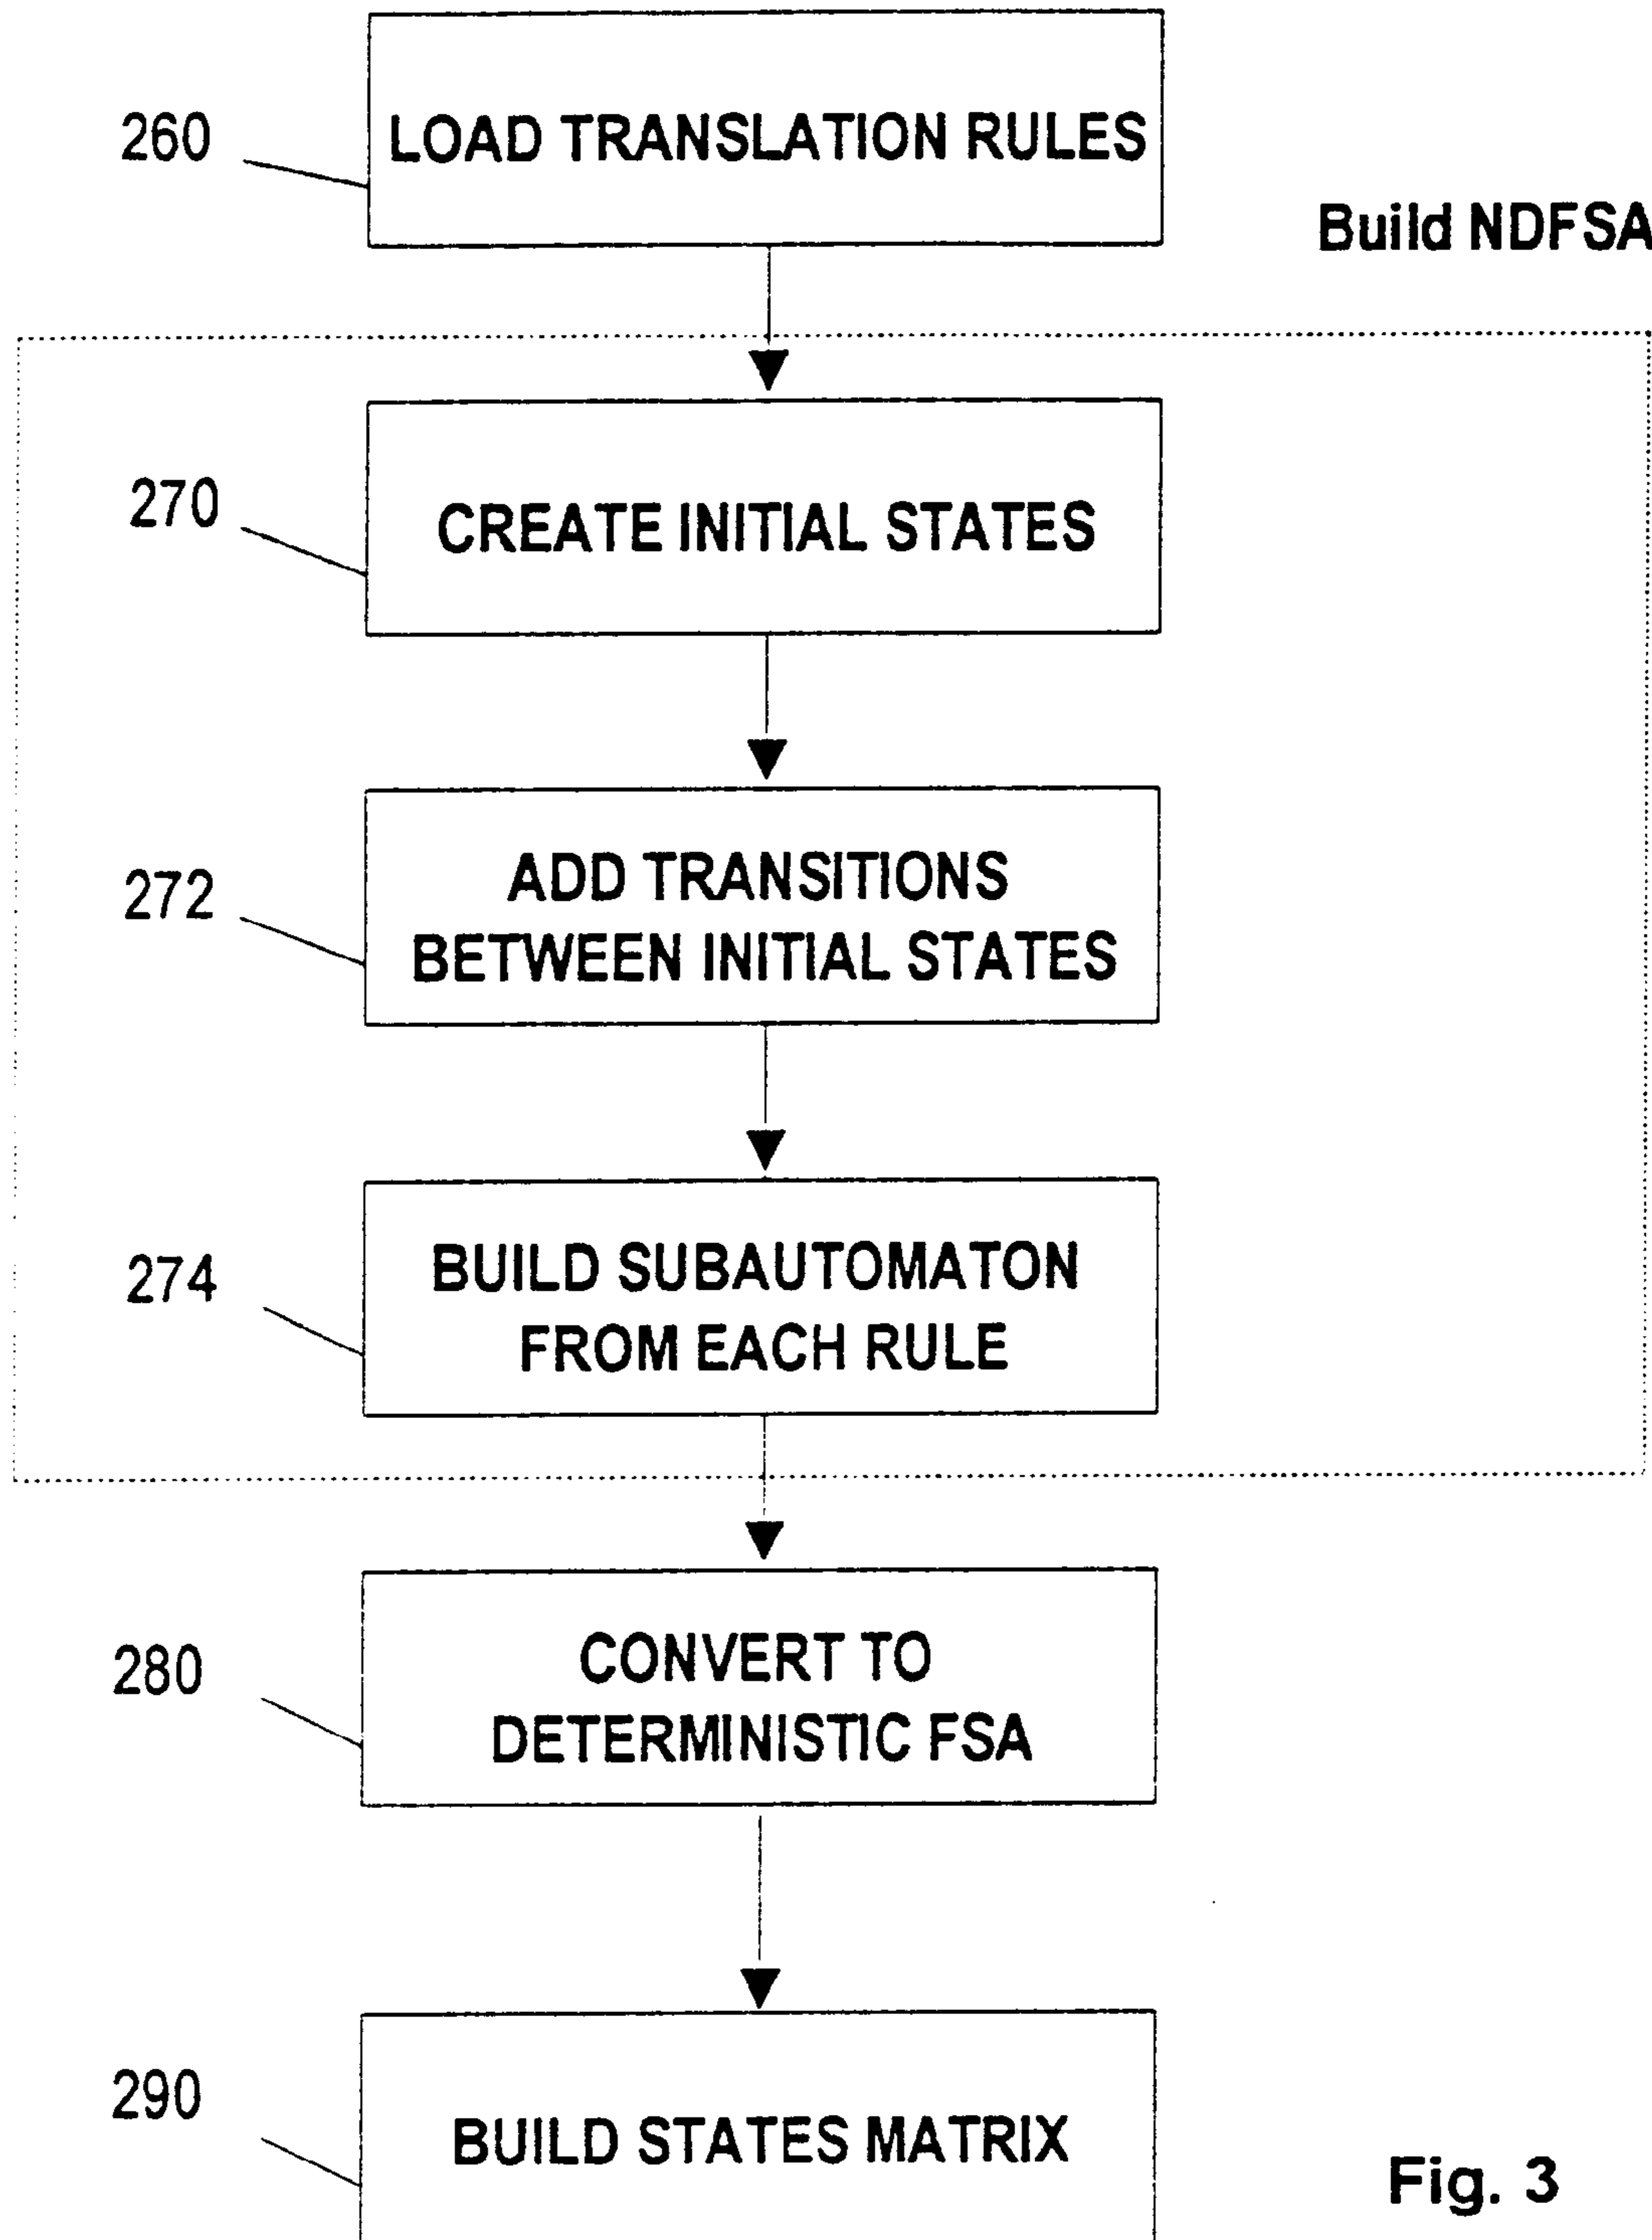 260
LOAD TRANSLATION RULES
Build NDFSA
270
CREATE INITIAL STATES
272
ADD TRANSITIONS
BETWEEN INITIAL STATES
274
BUILD SUBAUTOMATON
FROM EACH RULE
280
CONVERT TO
DETERMINISTIC FSA
290
BUILD STATES MATRIX
Fig. 3